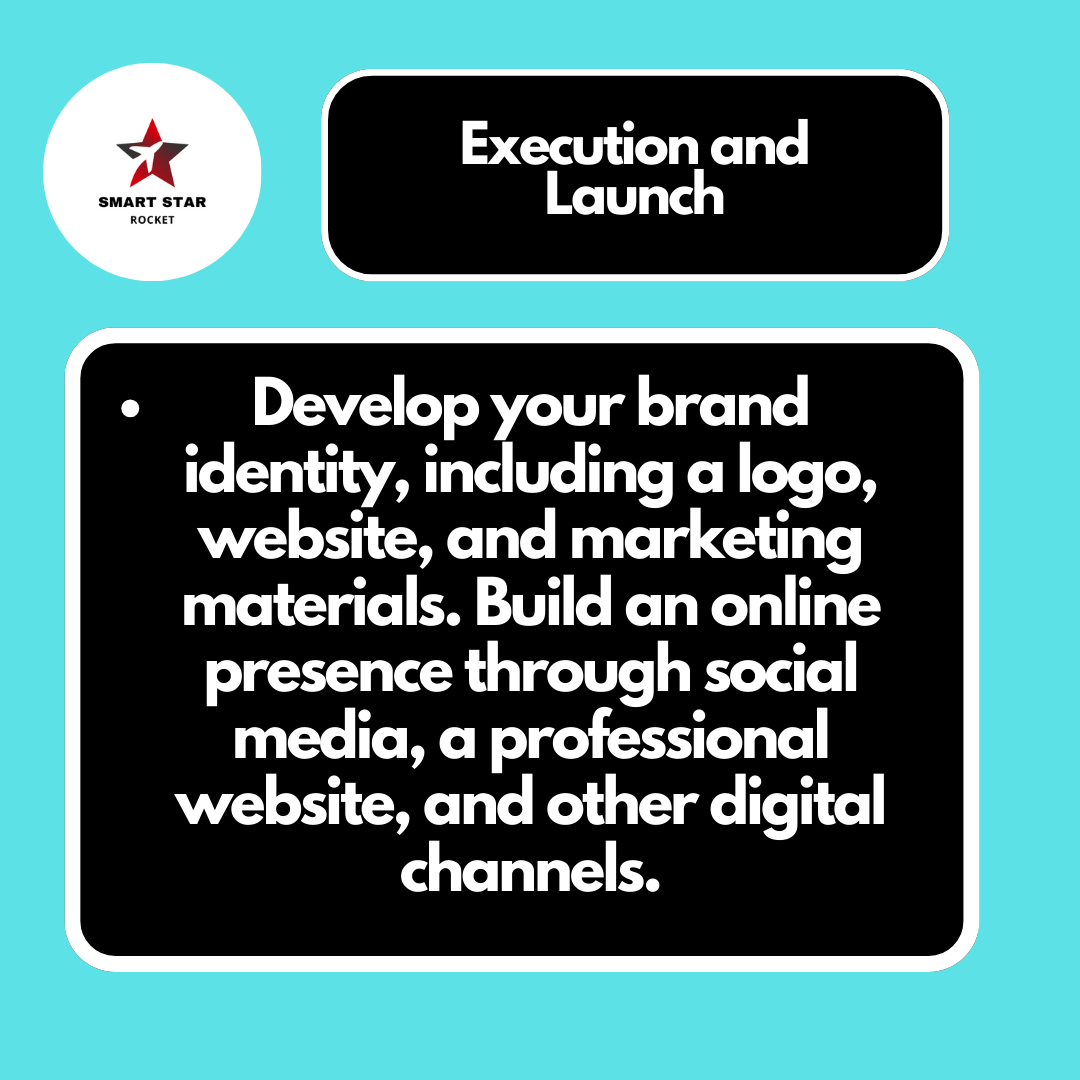 SMART STAR
ROCKET
Execution and
Launch
• Develop your brand
identity, including a logo,
website, and marketing
materials. Build an online
presence through social
media, a professional
website, and other digital
channels.